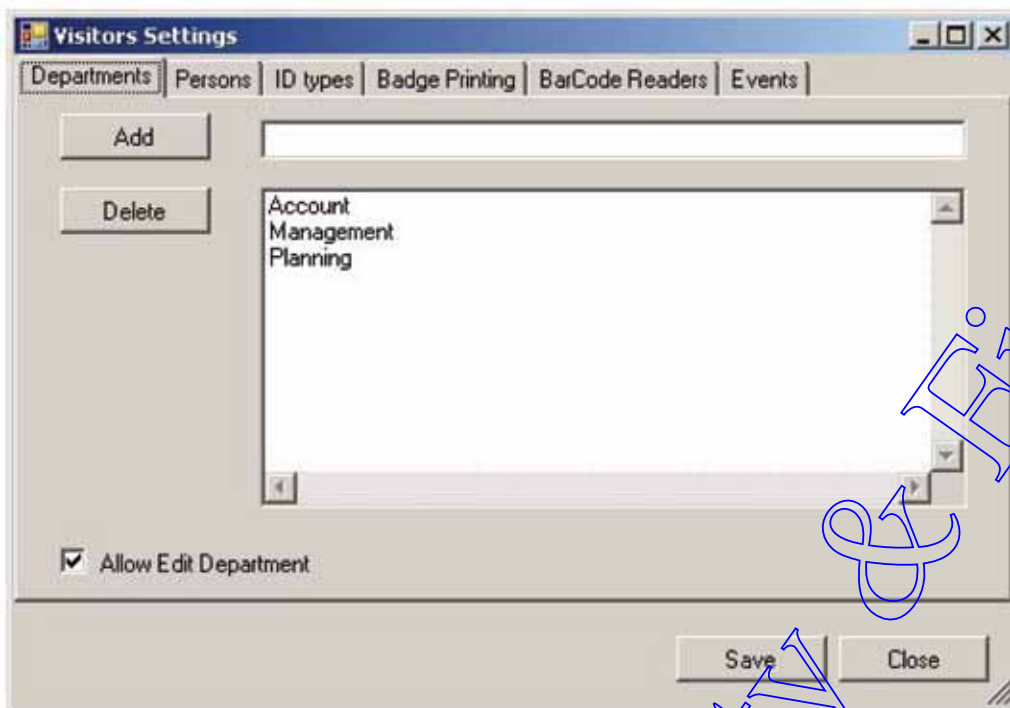 Visitors Settings
Departments Persons ID types Badge Printing BarCode Readers Events
Add
Delete
Account
Management
Planning
Allow Edit Department
Save Close
&